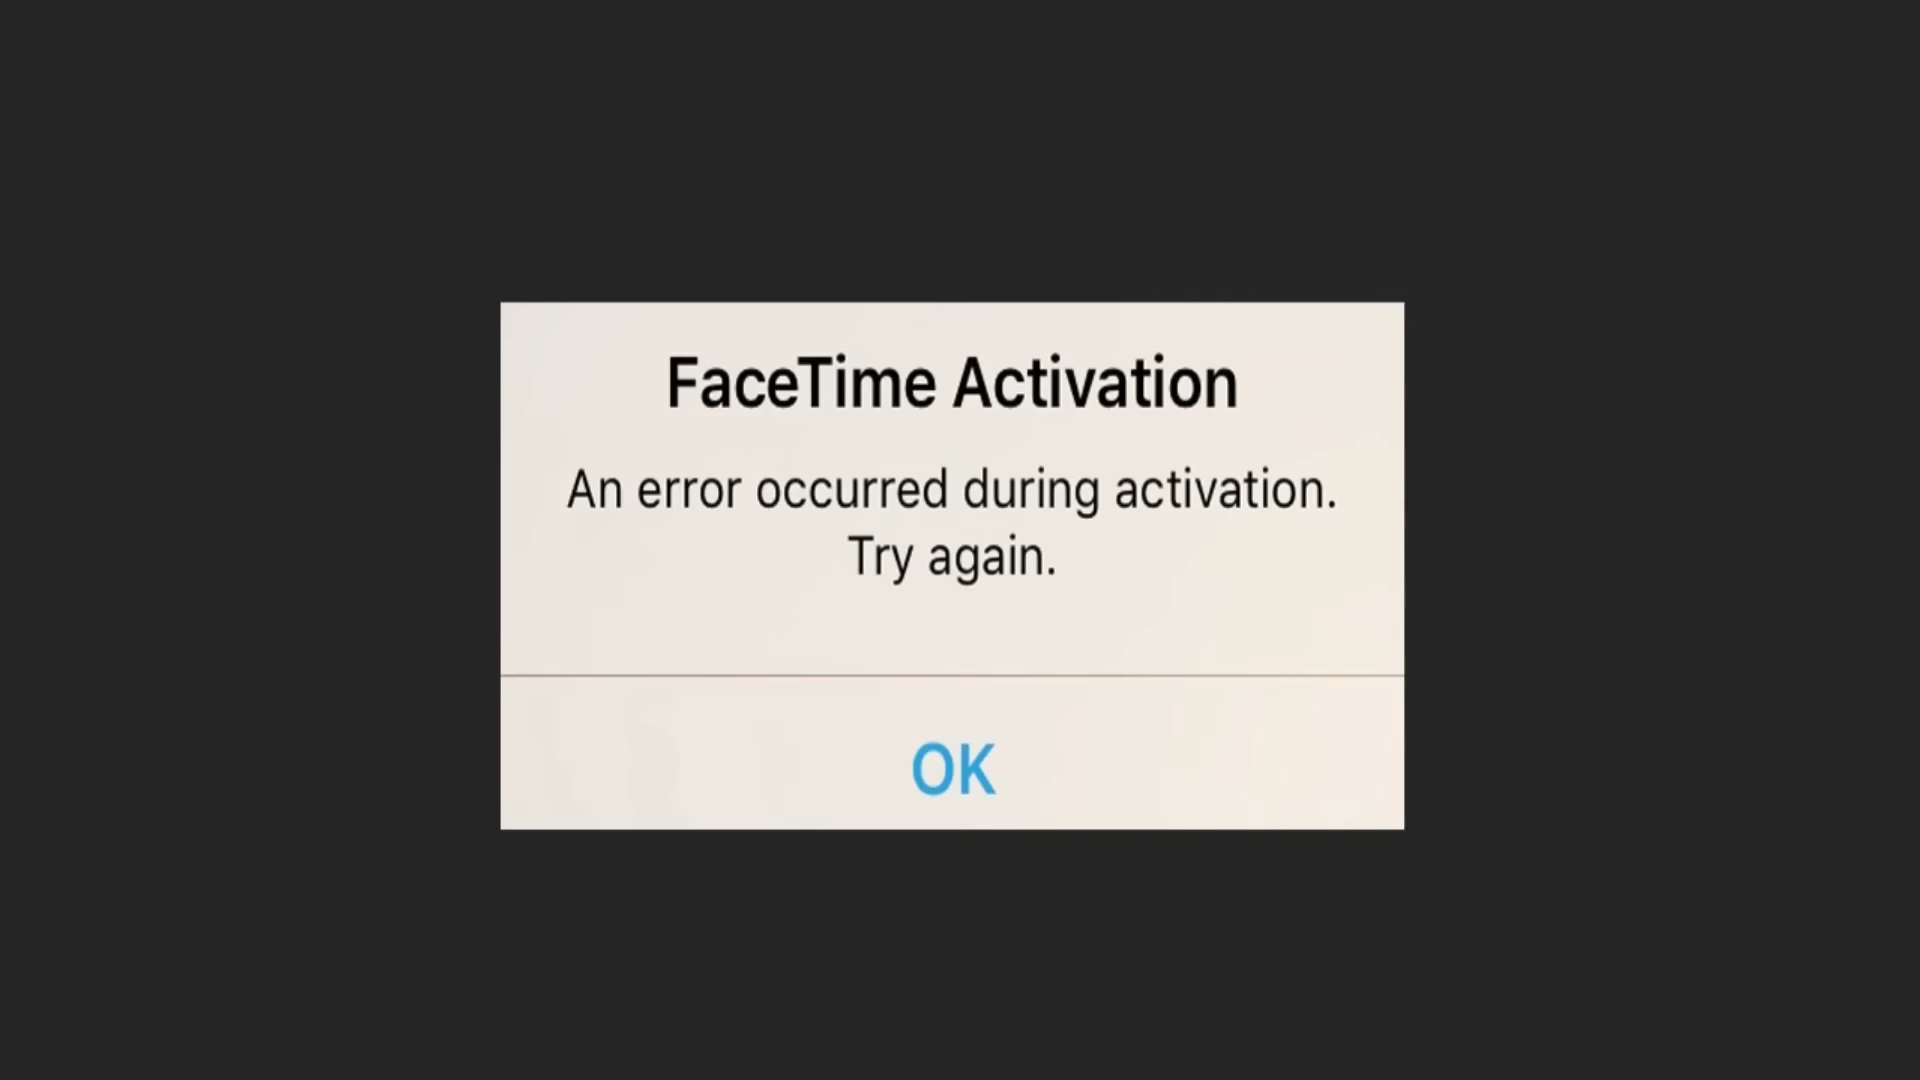 FaceTime Activation
An error occurred during activation.
Try again.
OK